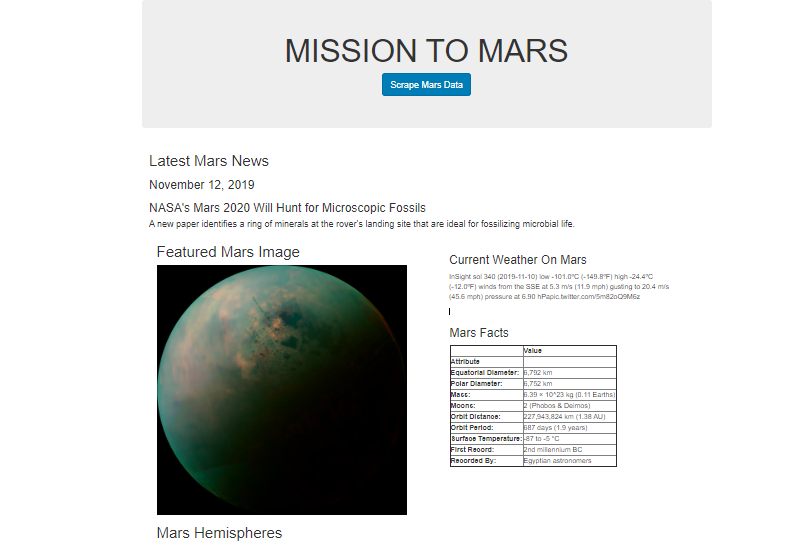 MISSION TO MARS
Scrape Mars Data
Latest Mars News
November 12, 2019
NASA's Mars 2020 Will Hunt for Microscopic Fossils
A new paper identifies a ring of minerals at the rover's landing site that are ideal for fossilizing microbial life.
Featured Mars Image
Current Weather On Mars
InSight sol 340 (2019-11-10) low -101.0ºC (-149.8ºF) high -24.4ºC
(-12.0ºF) winds from the SSE at 5.3 m/s (11.9 mph) gusting to 20.4 m/s
(45.6 mph) pressure at 6.90 hPapic.twitter.com/5m82oQ9M6z
Mars Facts
Value
Attribute
Equatorial Diameter: 6,792 km
Polar Diameter: 6,752 km
Mass: 6.39 × 10^23 kg (0.11 Earths)
Moons: 2 (Phobos & Deimos)
Orbit Distance: 227,943,824 km (1.38 AU)
Orbit Period: 687 days (1.9 years)
Surface Temperature: -87 to -5 °C
First Record: 2nd millennium BC
Recorded By: Egyptian astronomers
Mars Hemispheres